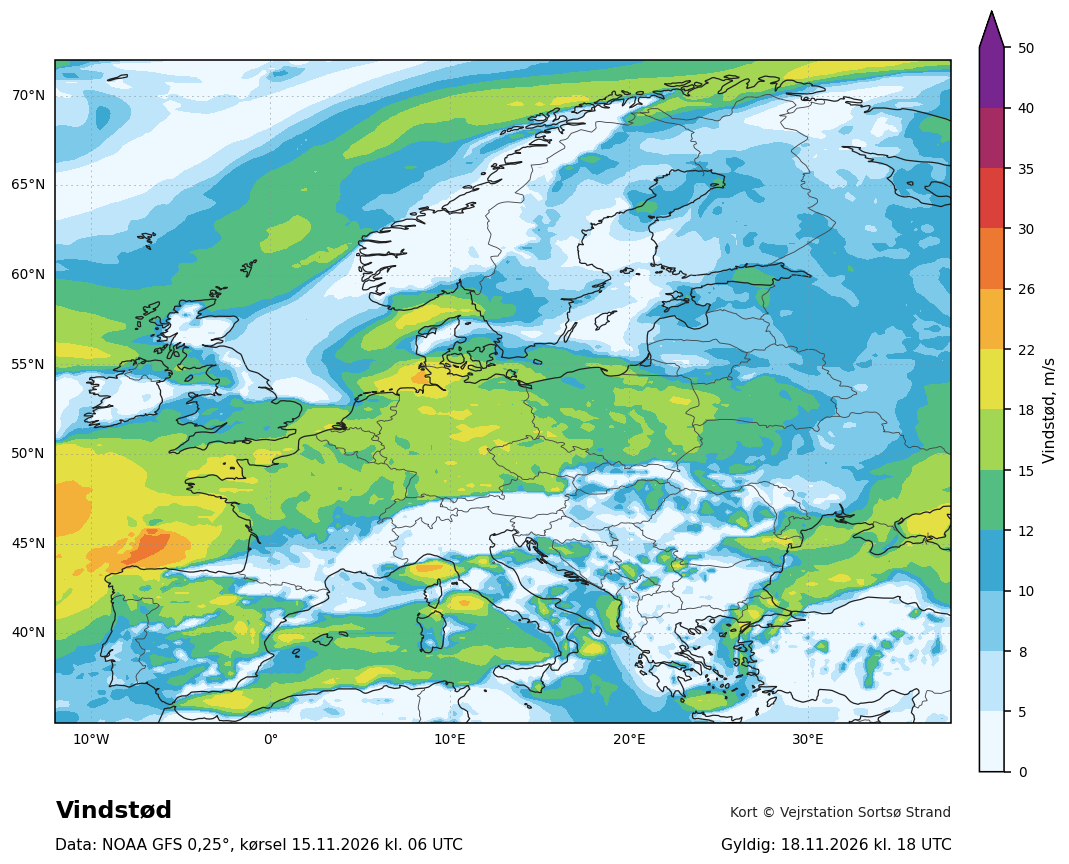 50
40
35
30
26
22
18
15
12
10
8
5
0
Vindstød, m/s
70°N
65°N
60°N
55°N
50°N
45°N
40°N
10°W
0°
10°E
20°E
30°E
Vindstød
Kort © Vejrstation Sortsø Strand
Data: NOAA GFS 0,25°, kørsel 15.11.2026 kl. 06 UTC
Gyldig: 18.11.2026 kl. 18 UTC